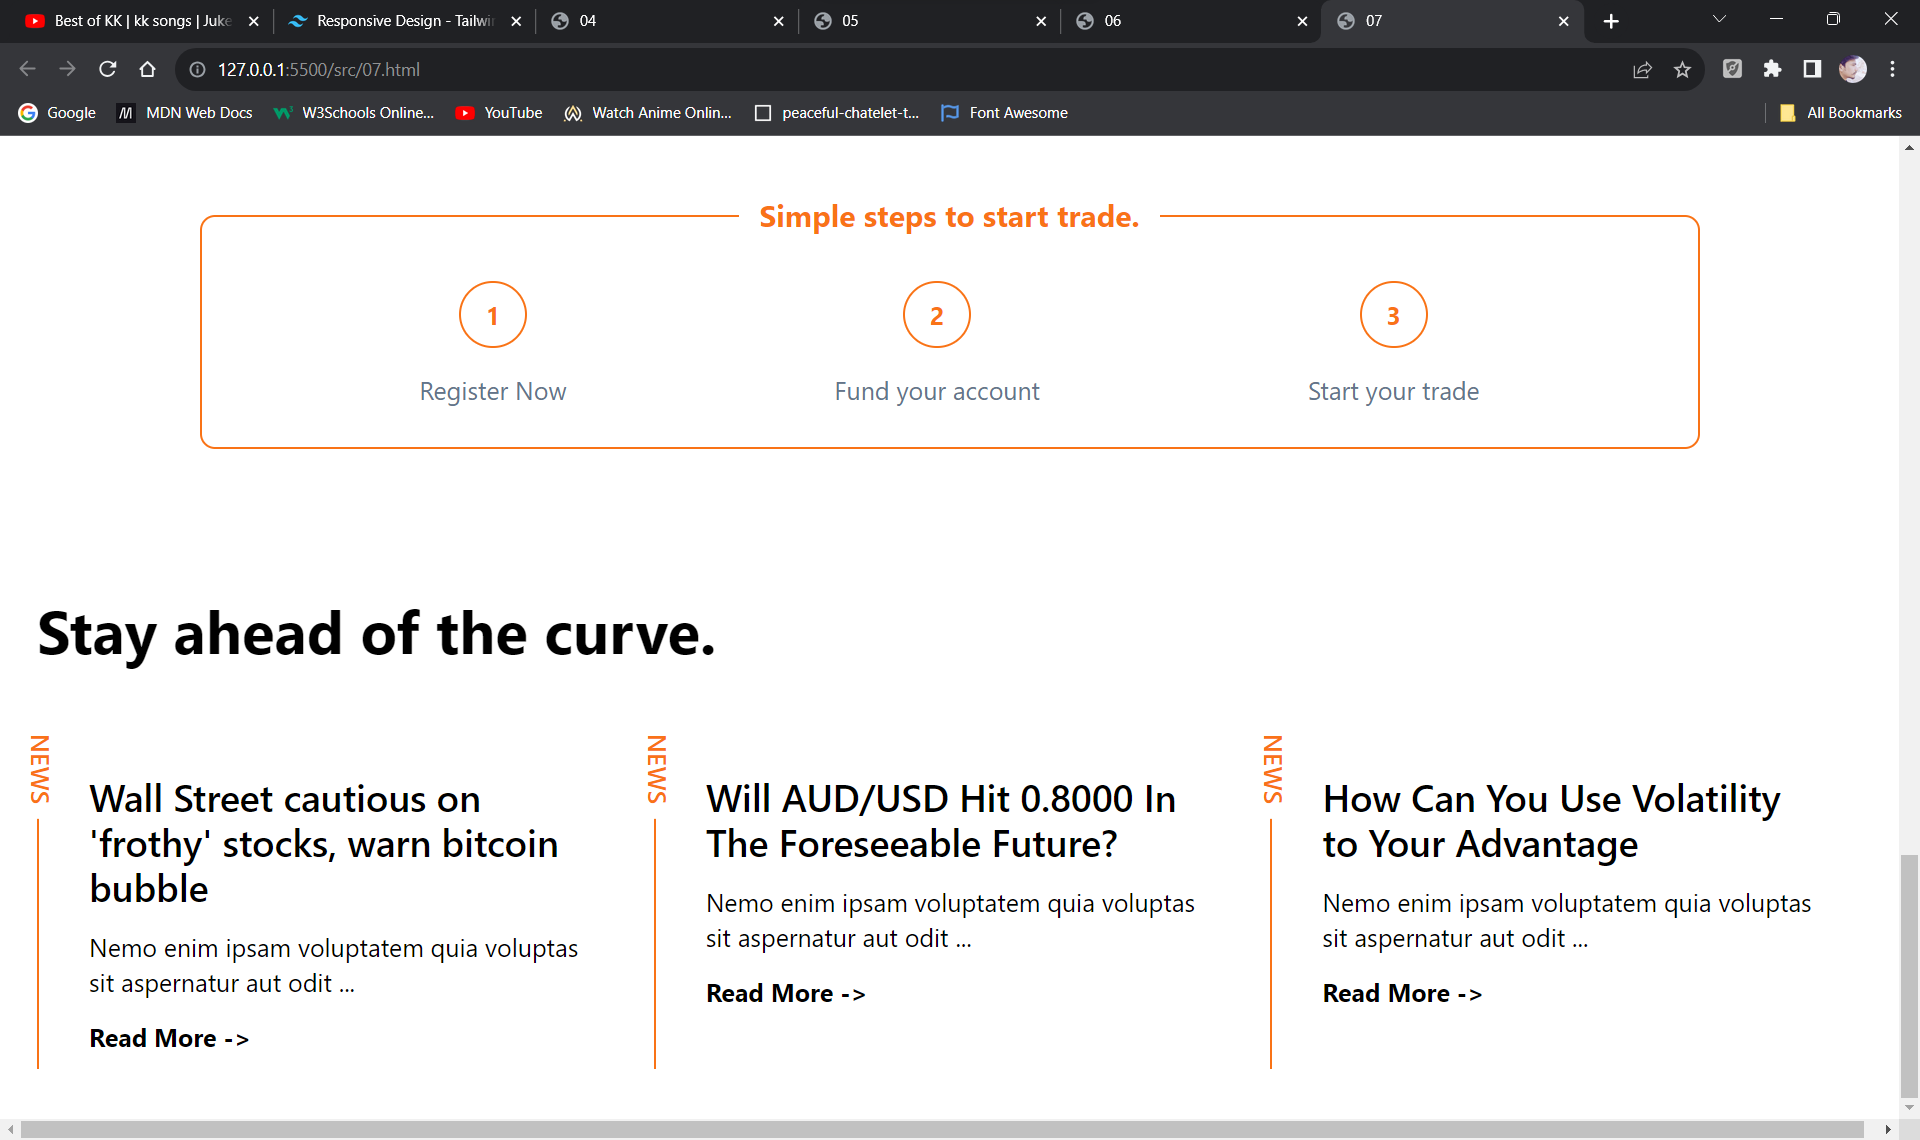 Best of KK | kk songs | Juke
Responsive Design - Tailwin
04
05
06
07
127.0.0.1:5500/src/07.html
Google
MDN Web Docs
W3Schools Online...
YouTube
Watch Anime Onlin...
peaceful-chatelet-t...
Font Awesome
All Bookmarks
Simple steps to start trade.
1
2
3
Register Now
Fund your account
Start your trade
Stay ahead of the curve.
NEWS
Wall Street cautious on
'frothy' stocks, warn bitcoin
bubble
Nemo enim ipsam voluptatem quia voluptas
sit aspernatur aut odit ...
Read More ->
NEWS
Will AUD/USD Hit 0.8000 In
The Foreseeable Future?
Nemo enim ipsam voluptatem quia voluptas
sit aspernatur aut odit ...
Read More ->
NEWS
How Can You Use Volatility
to Your Advantage
Nemo enim ipsam voluptatem quia voluptas
sit aspernatur aut odit ...
Read More ->